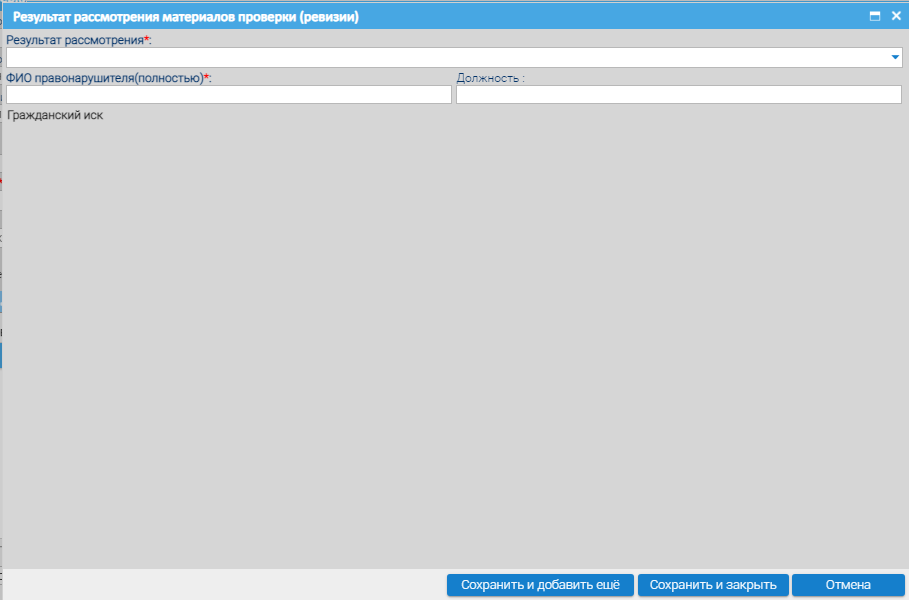 Результат рассмотрения материалов проверки (ревизии)
Результат рассмотрения*:
ФИО правонарушителя(полностью)*: Должность :
Гражданский иск
Сохранить и добавить ещё Сохранить и закрыть Отмена